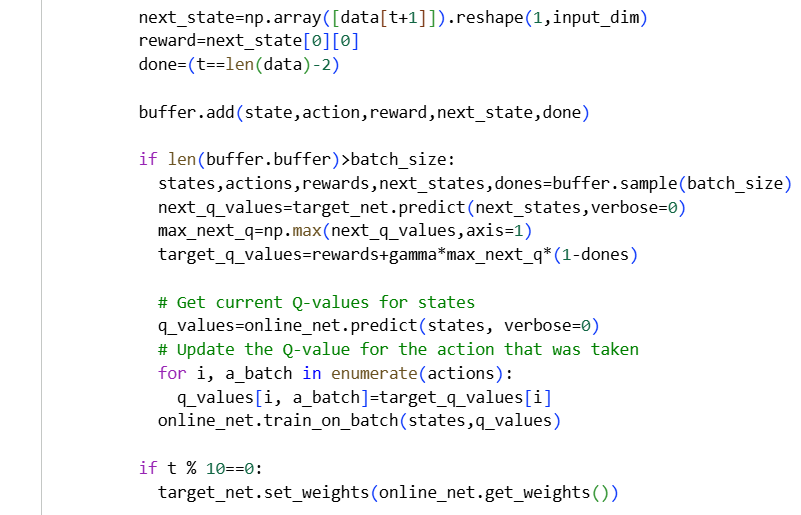 next_state=np.array([data[t+1]]).reshape(1,input_dim)
reward=next_state[0][0]
done=(t==len(data)-2)

buffer.add(state,action,reward,next_state,done)

if len(buffer.buffer)>batch_size:
  states,actions,rewards,next_states,dones=buffer.sample(batch_size)
  next_q_values=target_net.predict(next_states,verbose=0)
  max_next_q=np.max(next_q_values,axis=1)
  target_q_values=rewards+gamma*max_next_q*(1-dones)

  # Get current Q-values for states
  q_values=online_net.predict(states, verbose=0)
  # Update the Q-value for the action that was taken
  for i, a_batch in enumerate(actions):
    q_values[i, a_batch]=target_q_values[i]
  online_net.train_on_batch(states,q_values)

if t % 10==0:
  target_net.set_weights(online_net.get_weights())